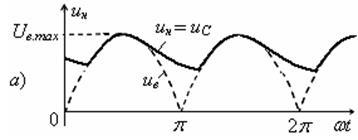 uн
Uв.max
uн = uC
uв
а)
0
π
2π
ωt